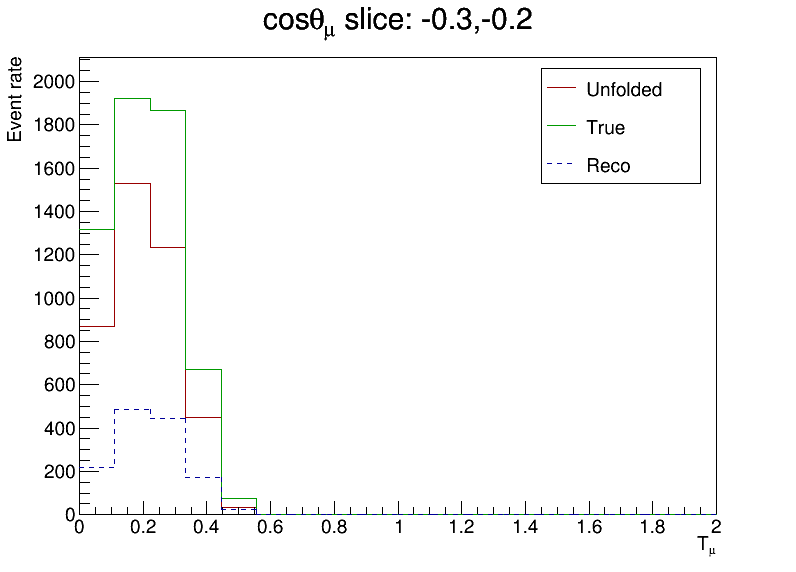 cosθμ slice: -0.3,-0.2
Event rate
2000
1800
1600
1400
1200
1000
800
600
400
200
0
Unfolded
True
Reco
0 0.2 0.4 0.6 0.8 1 1.2 1.4 1.6 1.8 2
Tμ